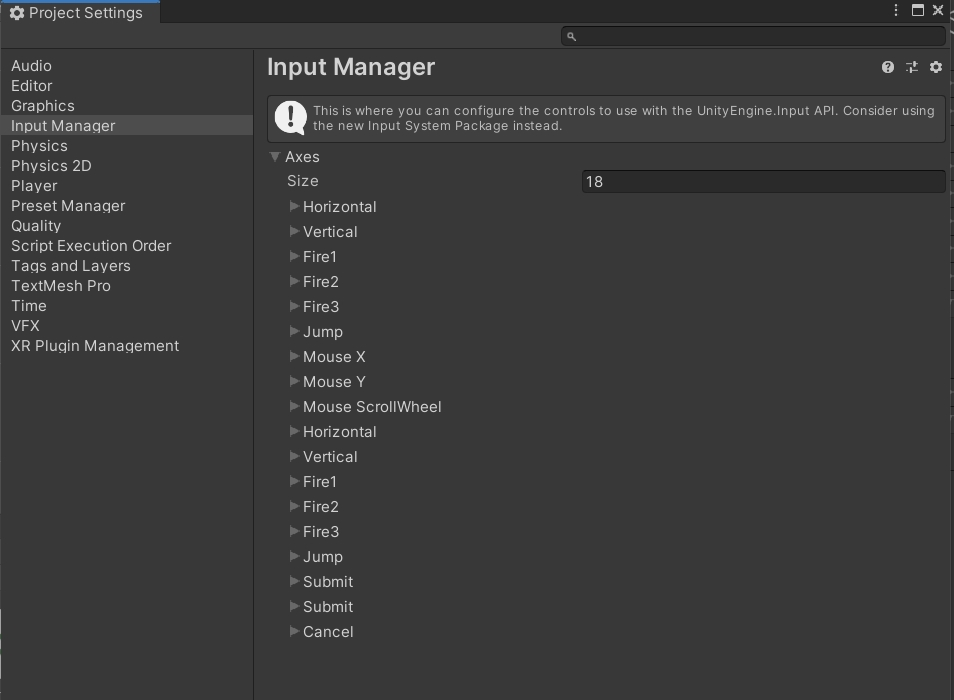 Project Settings
Audio
Editor
Graphics
Input Manager
Physics
Physics 2D
Player
Preset Manager
Quality
Script Execution Order
Tags and Layers
TextMesh Pro
Time
VFX
XR Plugin Management
Input Manager
This is where you can configure the controls to use with the UnityEngine.Input API. Consider using
the new Input System Package instead.
Axes
Size 18
Horizontal
Vertical
Fire1
Fire2
Fire3
Jump
Mouse X
Mouse Y
Mouse ScrollWheel
Horizontal
Vertical
Fire1
Fire2
Fire3
Jump
Submit
Submit
Cancel